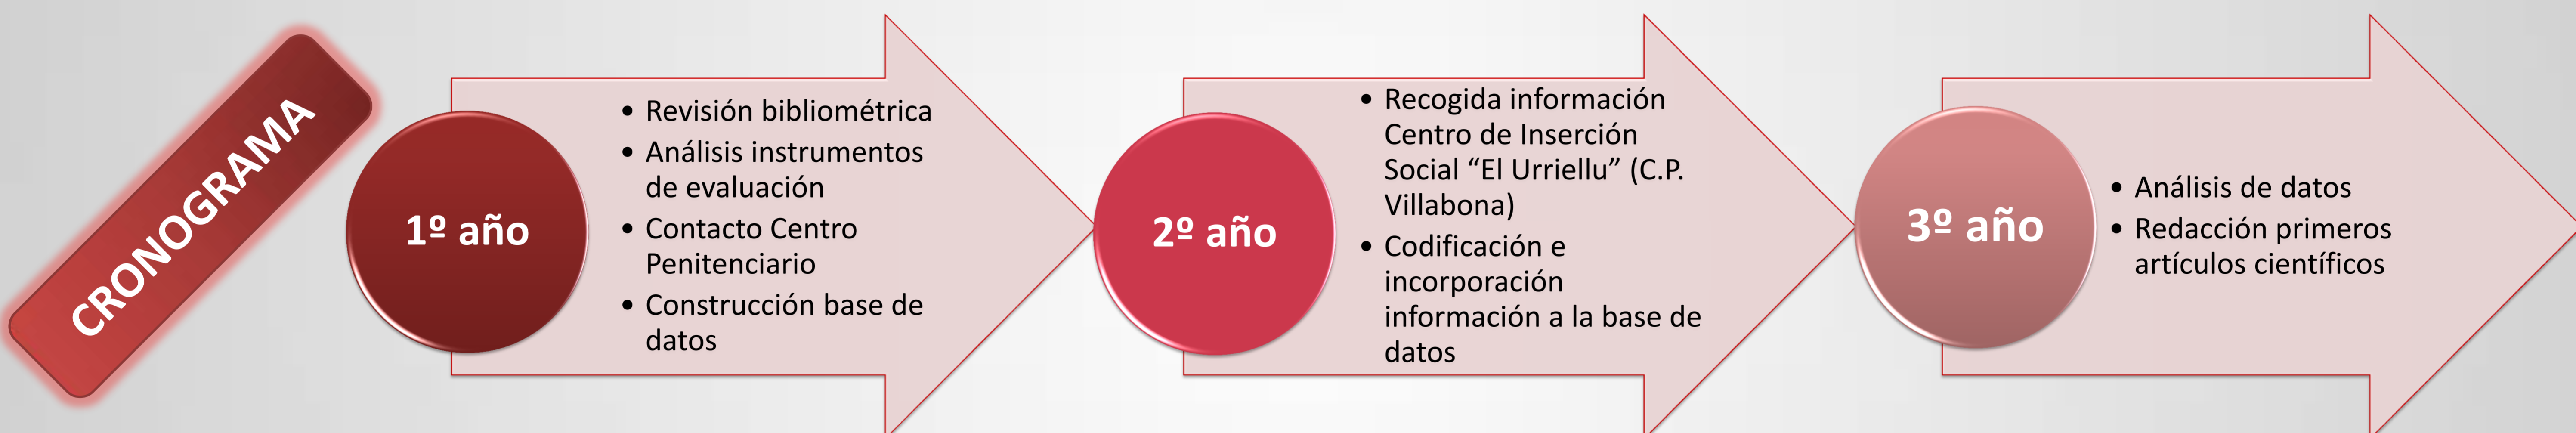 CRONOGRAMA
1º año
• Revisión bibliométrica
• Análisis instrumentos
de evaluación
• Contacto Centro
Penitenciario
• Construcción base de
datos
2º año
• Recogida información
Centro de Inserción
Social “El Urriellu” (C.P.
Villabona)
• Codificación e
incorporación
información a la base de
datos
3º año
• Análisis de datos
• Redacción primeros
artículos científicos